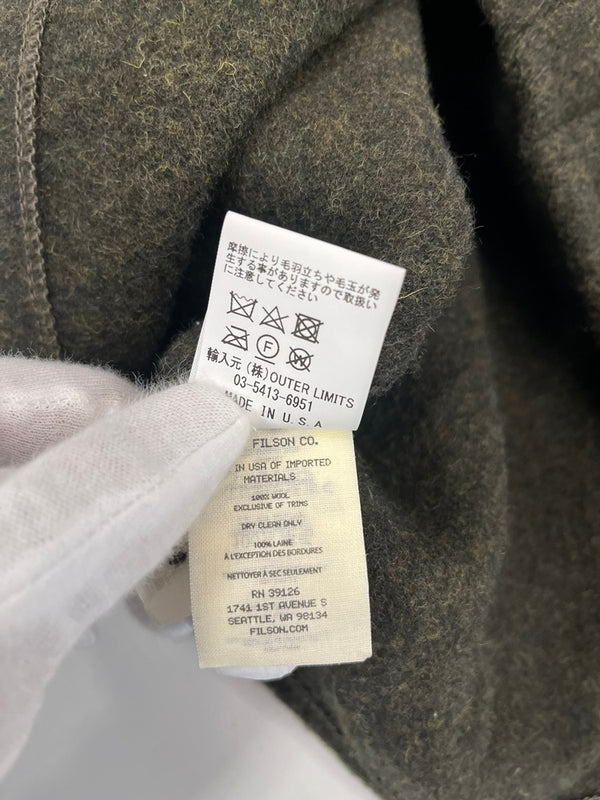 摩擦により毛羽立ちや毛玉が発
生する事がありますので取扱い
に注意してください
F
W
輸入元 (株)OUTER LIMITS
03-5413-6951
MADE IN U.S.A
FILSON CO.
IN USA OF IMPORTED
MATERIALS
100% WOOL
EXCLUSIVE OF TRIMS
DRY CLEAN ONLY
100% LAINE
À L'EXCEPTION DES BORDURES
NETTOYER À SEC SEULEMENT
RN 39126
1741 1ST AVENUE S
SEATTLE, WA 98134
FILSON.COM